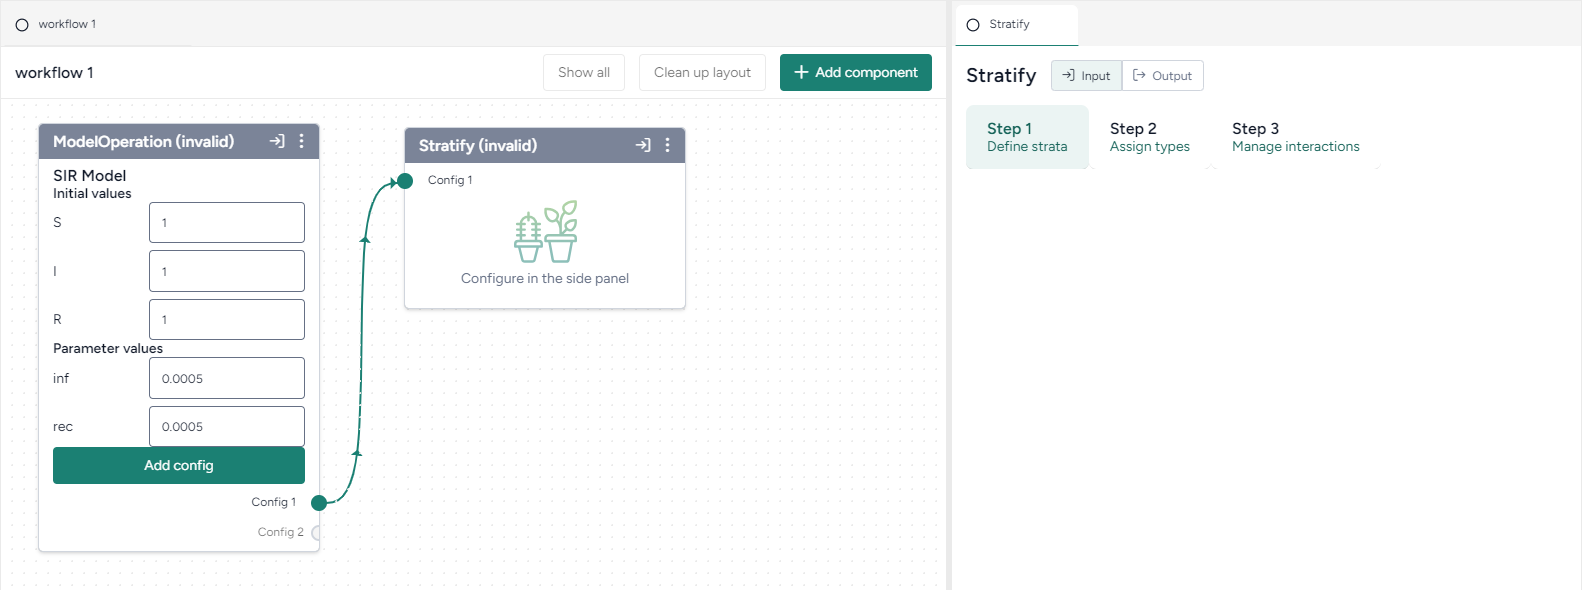 workflow 1
workflow 1
Show all
Clean up layout
Add component
ModelOperation (invalid)
SIR Model
Initial values
S
1
I
1
R
1
Parameter values
inf
0.0005
rec
0.0005
Add config
Config 1
Config 2
Stratify (invalid)
Config 1
Configure in the side panel
Stratify
Stratify
Input
Output
Step 1
Define strata
Step 2
Assign types
Step 3
Manage interactions